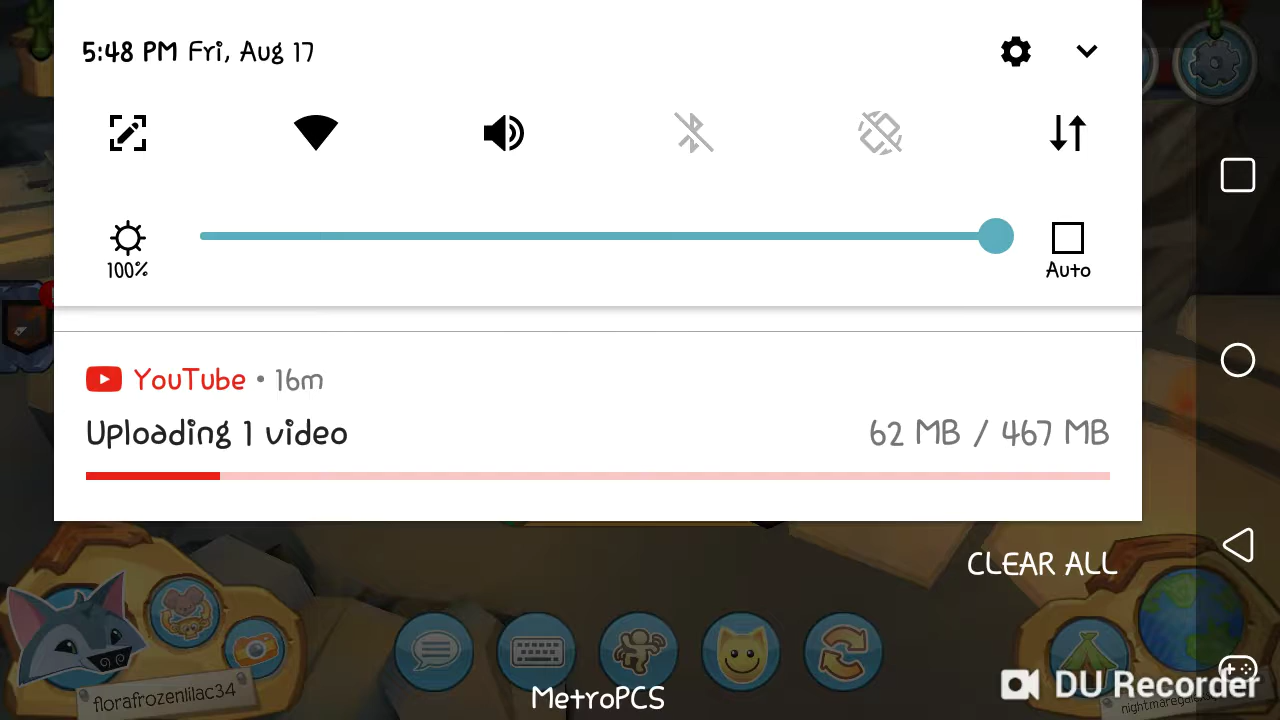 5:48 PM Fri, Aug 17
100%
Auto
YouTube • 16m
Uploading 1 video
62 MB / 467 MB
CLEAR ALL
florafrozenlilac34
MetroPCS
DU Recorder